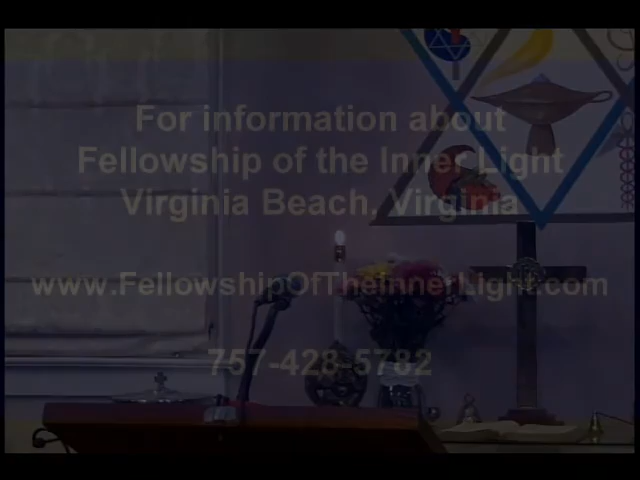 For information about
Fellowship of the Inner Light
Virginia Beach, Virginia
www.FellowshipOfTheInnerLight.com
757-428-5782